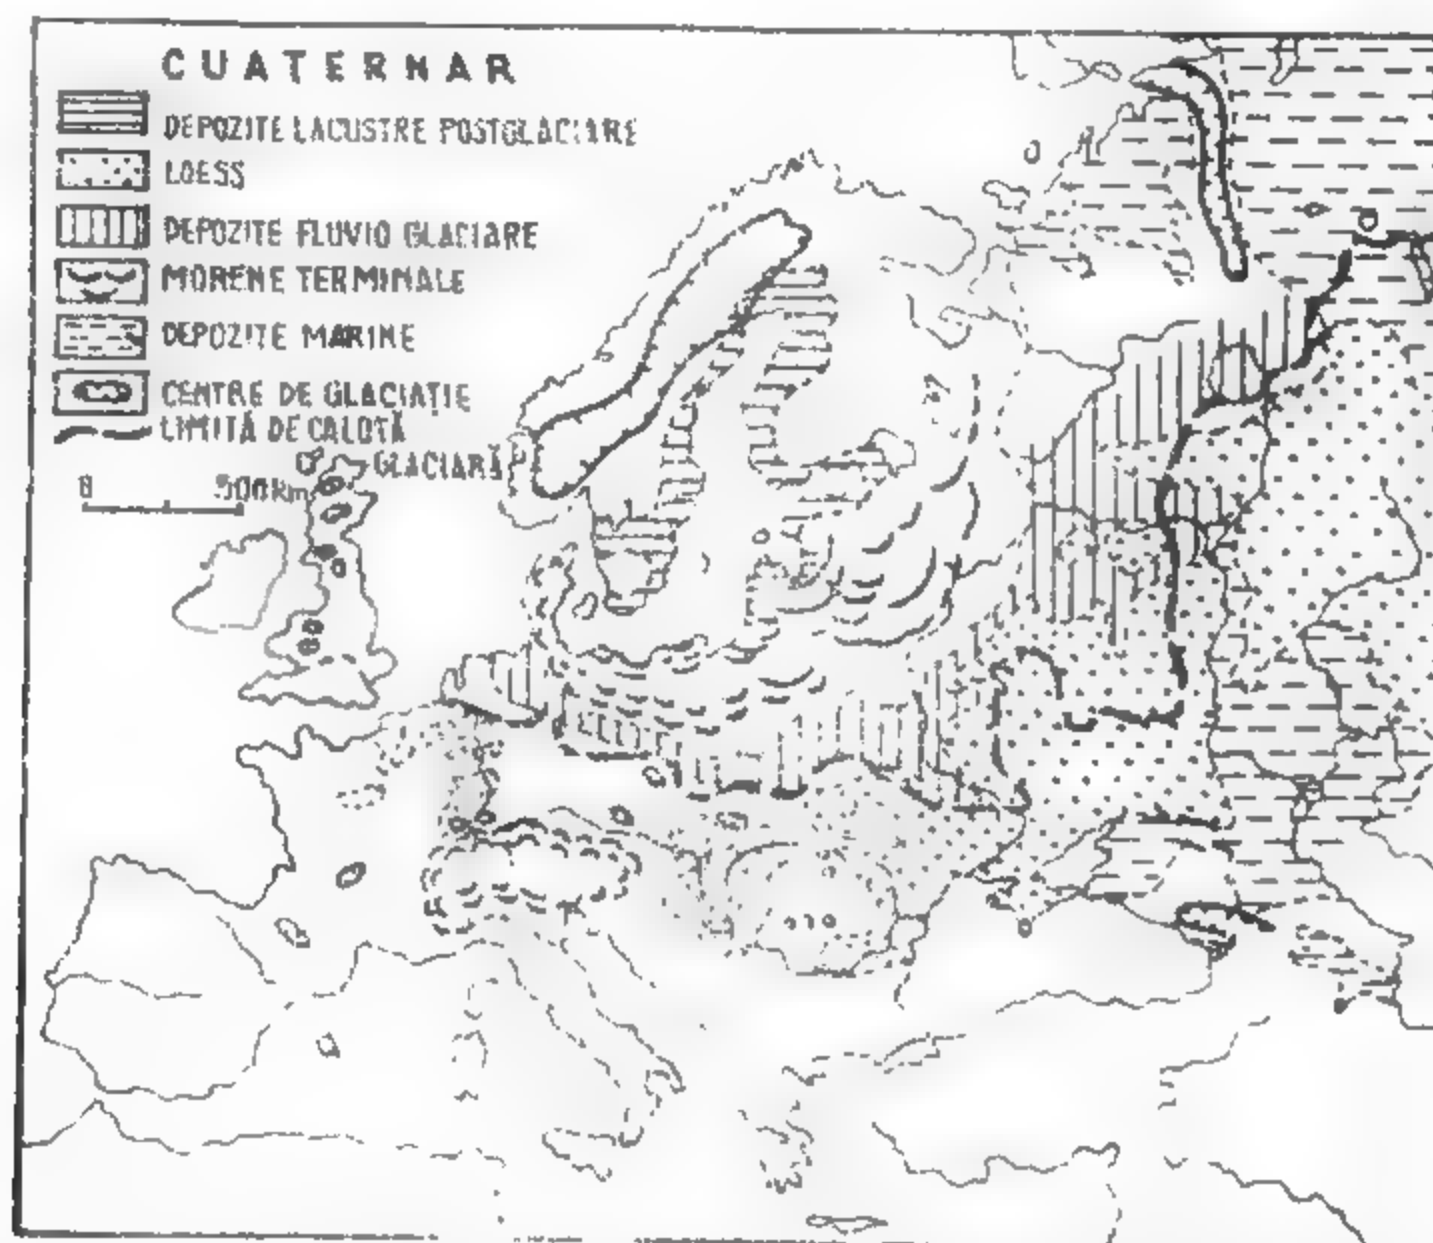 CUATERNAR
DEPOZITE LACUSTRE POSTGLACIARE
LOESS
DEPOZITE FLUVIO GLACIARE
MORENE TERMINALE
DEPOZITE MARINE
CENTRE DE GLACIAȚIE
LIMITĂ DE CALOTĂ
GLACIARĂ
0 500km